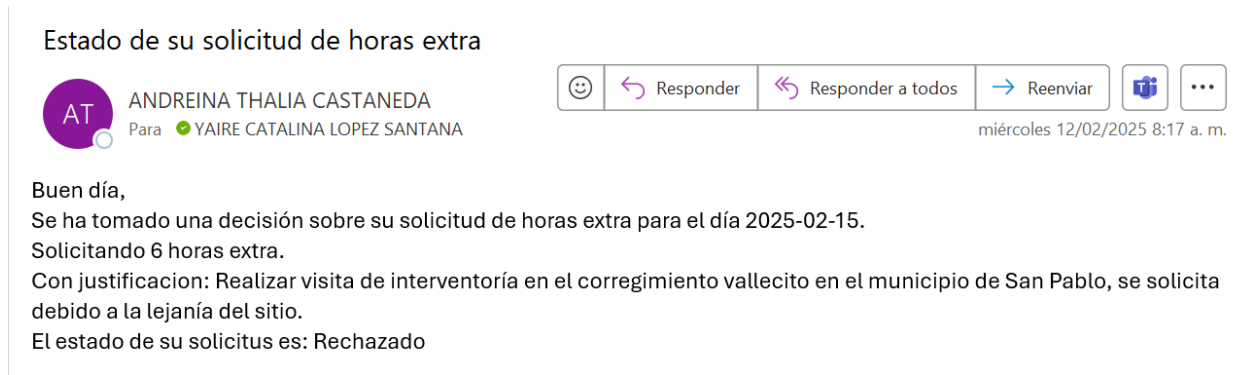 Estado de su solicitud de horas extra
AT
ANDREINA THALIA CASTANEDA
Para YAIRE CATALINA LOPEZ SANTANA
Responder
Responder a todos
Reenviar
miércoles 12/02/2025 8:17 a. m.
Buen día,
Se ha tomado una decisión sobre su solicitud de horas extra para el día 2025-02-15.
Solicitando 6 horas extra.
Con justificacion: Realizar visita de interventoría en el corregimiento vallecito en el municipio de San Pablo, se solicita
debido a la lejanía del sitio.
El estado de su solicitus es: Rechazado